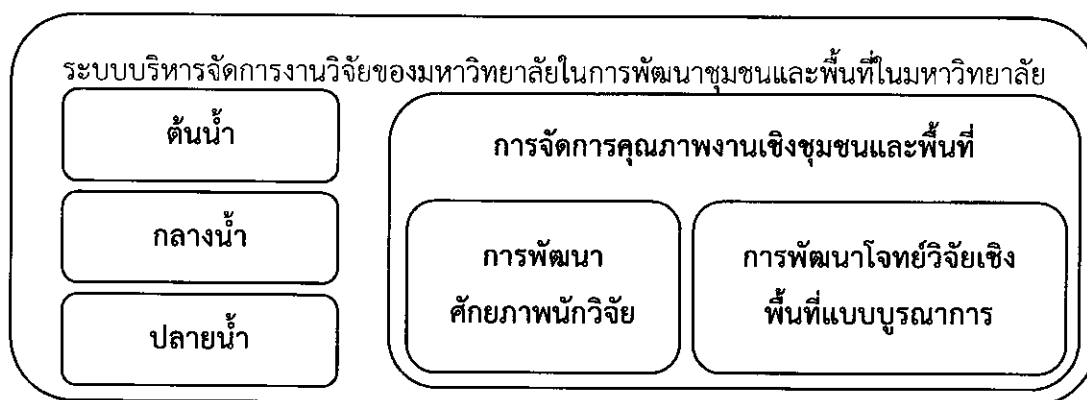 ระบบบริหารจัดการงานวิจัยของมหาวิทยาลัยในการพัฒนาชุมชนและพื้นที่ในมหาวิทยาลัย
ต้นน้ำ
กลางน้ำ
ปลายน้ำ
การจัดการคุณภาพงานเชิงชุมชนและพื้นที่
การพัฒนา
ศักยภาพนักวิจัย
การพัฒนาโจทย์วิจัยเชิง
พื้นที่แบบบูรณาการ